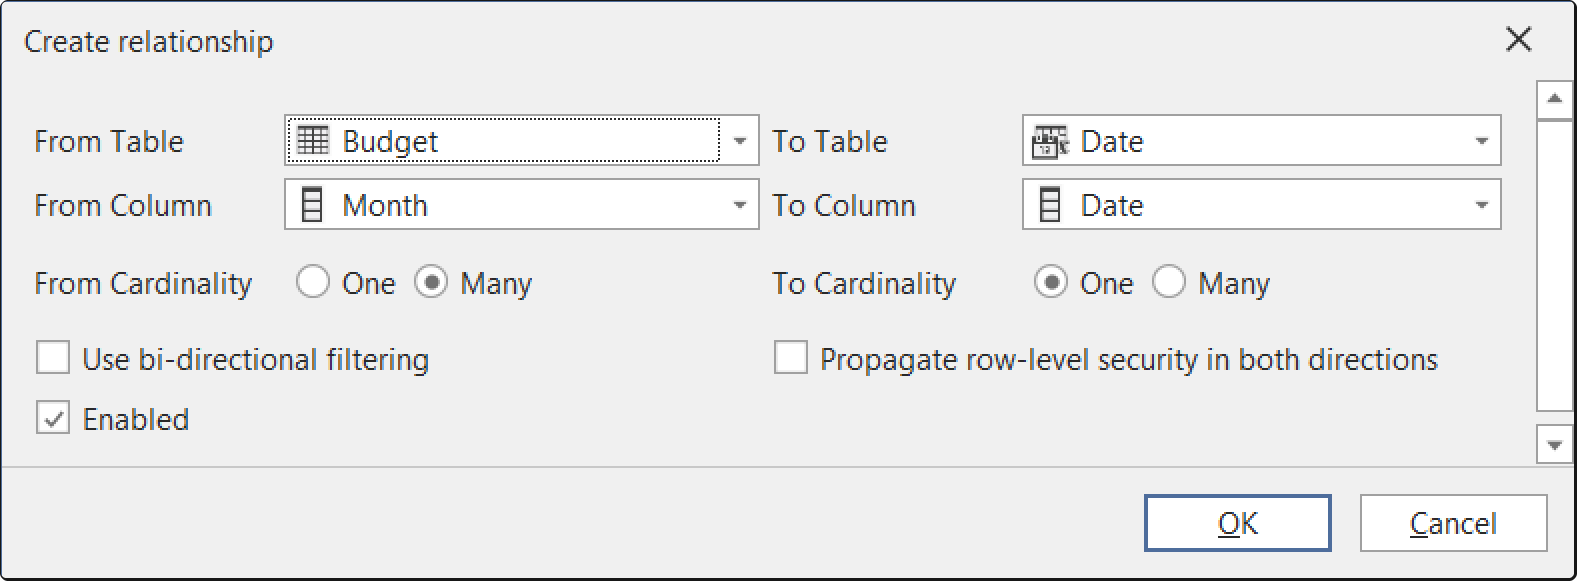 Create relationship
From Table Budget To Table Date
From Column Month To Column Date
From Cardinality One Many To Cardinality One Many
Use bi-directional filtering Propagate row-level security in both directions
Enabled
OK Cancel